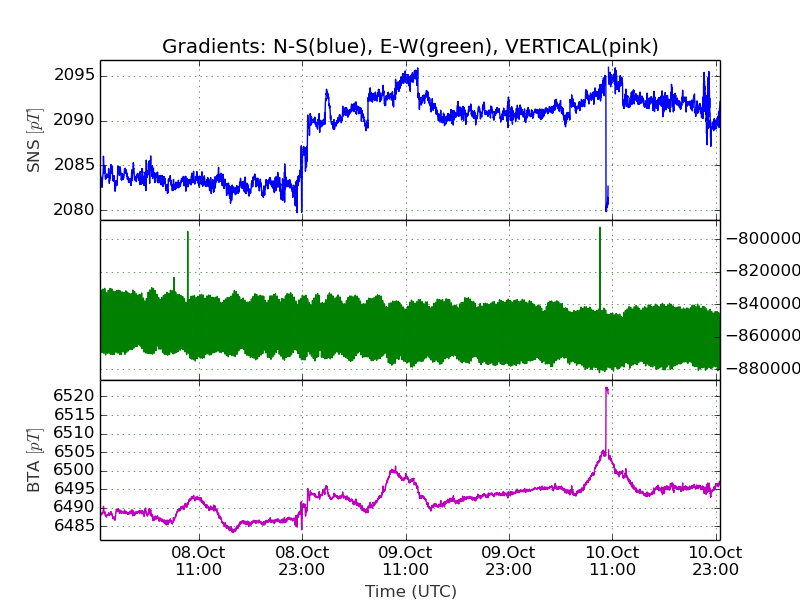 Gradients: N-S(blue), E-W(green), VERTICAL(pink)
2095
2090
2085
2080
SNS [pT]
−800000
−820000
−840000
−860000
−880000
6520
6515
6510
6505
6500
6495
6490
6485
BTA [pT]
08.Oct 08.Oct 09.Oct 09.Oct 10.Oct 10.Oct
11:00 23:00 11:00 23:00 11:00 23:00
Time (UTC)